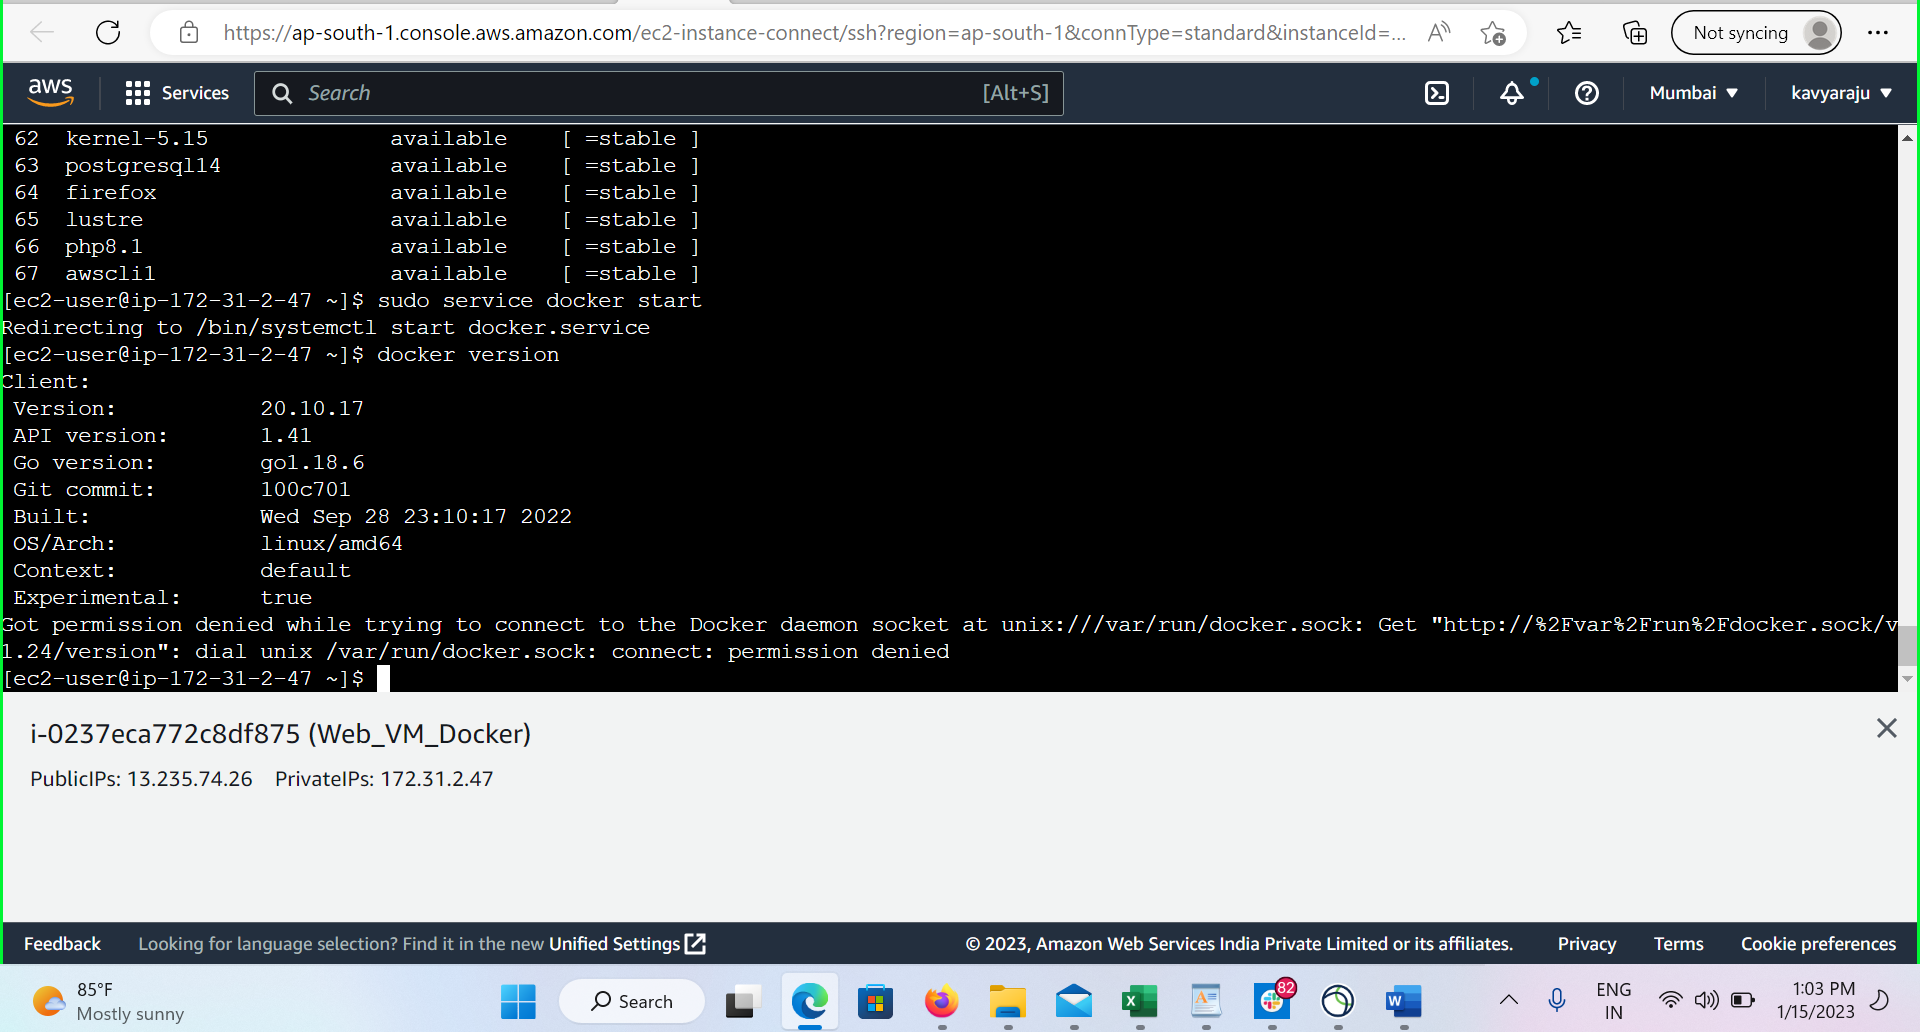 https://ap-south-1.console.aws.amazon.com/ec2-instance-connect/ssh?region=ap-south-1&connType=standard&instanceId=... Not syncing
aws Services Search [Alt+S] Mumbai kavyaraju
62 kernel-5.15 available [ =stable ]
63 postgresql14 available [ =stable ]
64 firefox available [ =stable ]
65 lustre available [ =stable ]
66 php8.1 available [ =stable ]
67 awscli1 available [ =stable ]
[ec2-user@ip-172-31-2-47 ~]$ sudo service docker start
Redirecting to /bin/systemctl start docker.service
[ec2-user@ip-172-31-2-47 ~]$ docker version
Client:
Version: 20.10.17
API version: 1.41
Go version: go1.18.6
Git commit: 100c701
Built: Wed Sep 28 23:10:17 2022
OS/Arch: linux/amd64
Context: default
Experimental: true
Got permission denied while trying to connect to the Docker daemon socket at unix:///var/run/docker.sock: Get "http://%2Fvar%2Frun%2Fdocker.sock/v
1.24/version": dial unix /var/run/docker.sock: connect: permission denied
[ec2-user@ip-172-31-2-47 ~]$
i-0237eca772c8df875 (Web_VM_Docker)
PublicIPs: 13.235.74.26 PrivateIPs: 172.31.2.47
Feedback Looking for language selection? Find it in the new Unified Settings © 2023, Amazon Web Services India Private Limited or its affiliates. Privacy Terms Cookie preferences
85°F
Mostly sunny
Search
82
ENG
IN
1:03 PM
1/15/2023